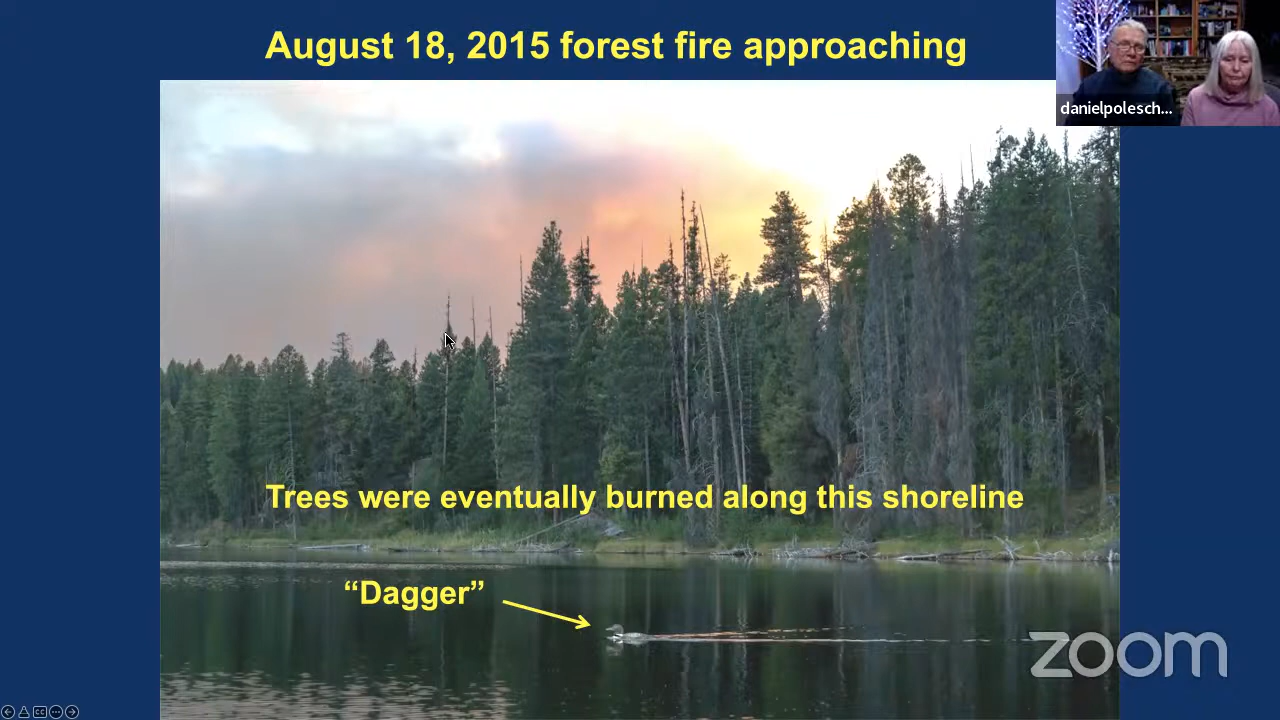 August 18, 2015 forest fire approaching
danielpolesch...
Trees were eventually burned along this shoreline
“Dagger”
zoom